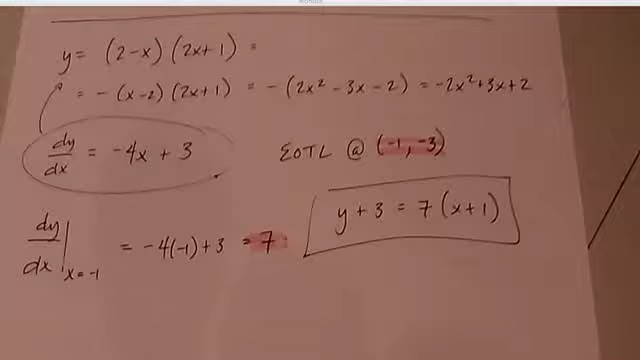 y = (2-x) (2x+1) =
= - (x-2) (2x+1) = - (2x² - 3x - 2) = -2x² + 3x + 2
dy/dx = -4x + 3
EOTL @ (-1, -3)
y + 3 = 7 (x+1)
dy/dx | x = -1 = -4(-1) + 3 = 7